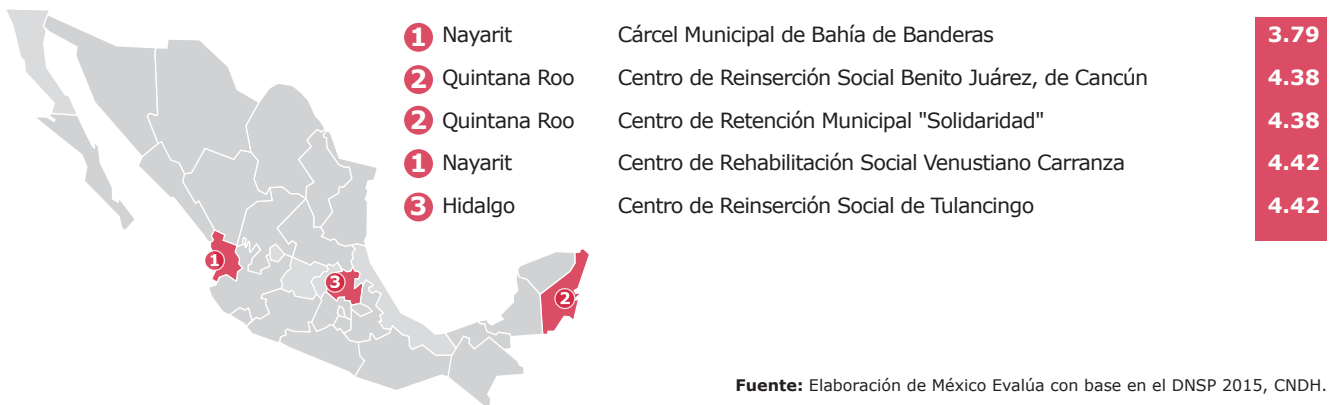 1 Nayarit Cárcel Municipal de Bahía de Banderas 3.79
2 Quintana Roo Centro de Reinserción Social Benito Juárez, de Cancún 4.38
2 Quintana Roo Centro de Retención Municipal "Solidaridad" 4.38
1 Nayarit Centro de Rehabilitación Social Venustiano Carranza 4.42
3 Hidalgo Centro de Reinserción Social de Tulancingo 4.42
1
3
2
Fuente: Elaboración de México Evalúa con base en el DNSP 2015, CNDH.